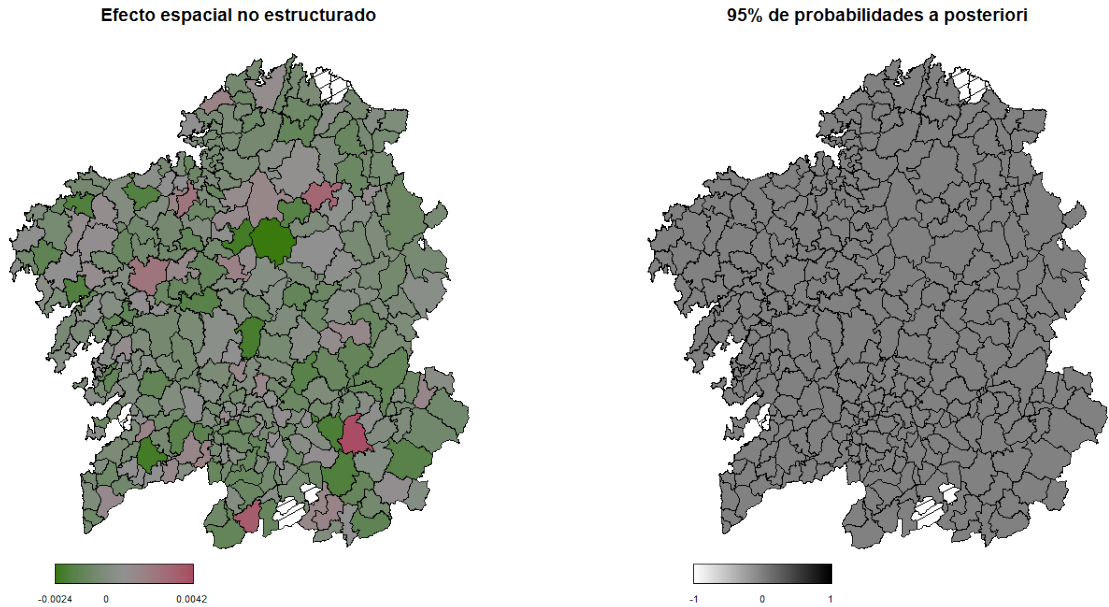 Efecto espacial no estructurado
95% de probabilidades a posteriori
-0.0024 0 0.0042
-1 0 1